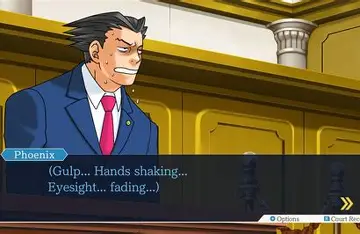 Phoenix
(Gulp... Hands shaking...
Eyesight... fading...)
Options
Court Rec